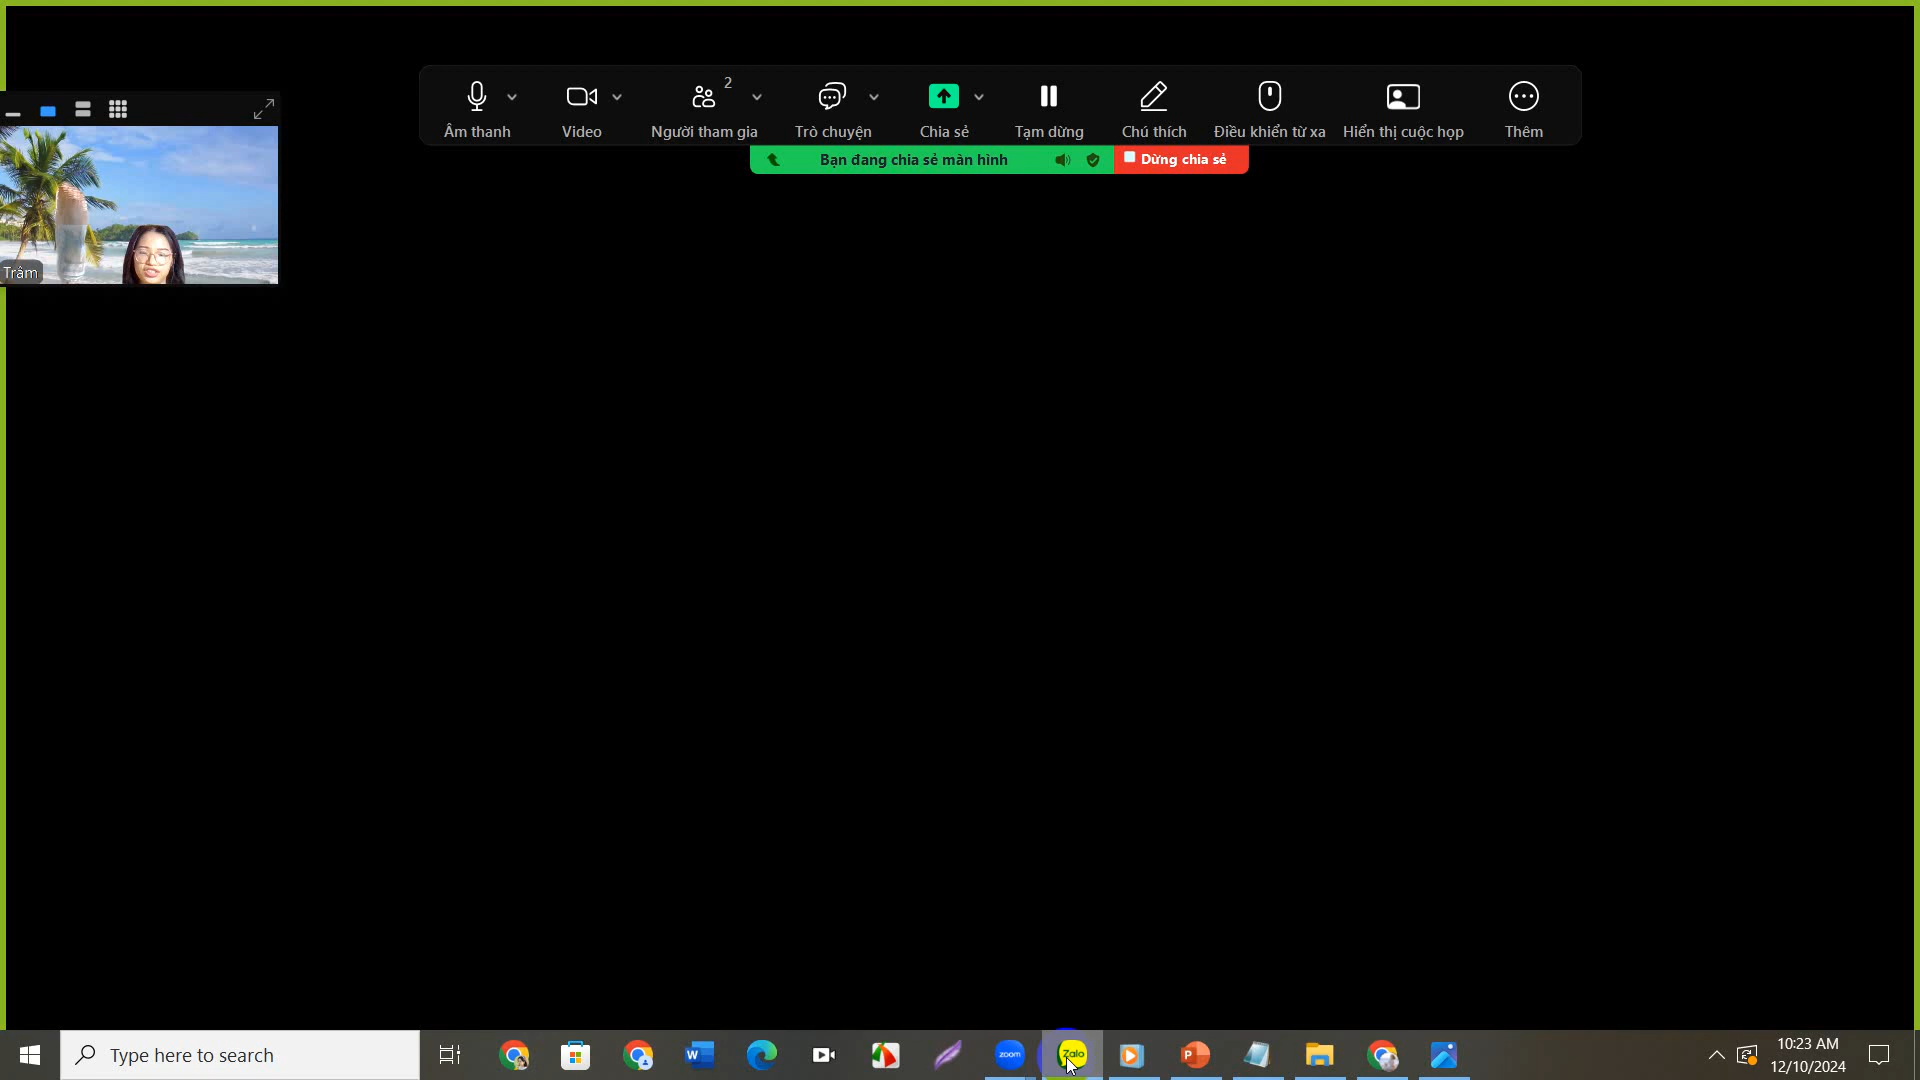 2
Âm thanh
Video
Người tham gia
Trò chuyện
Chia sẻ
Tạm dừng
Chú thích
Điều khiển từ xa
Hiển thị cuộc họp
Thêm
Bạn đang chia sẻ màn hình
Dừng chia sẻ
Trâm
Type here to search
zoom
Zalo
10:23 AM
12/10/2024